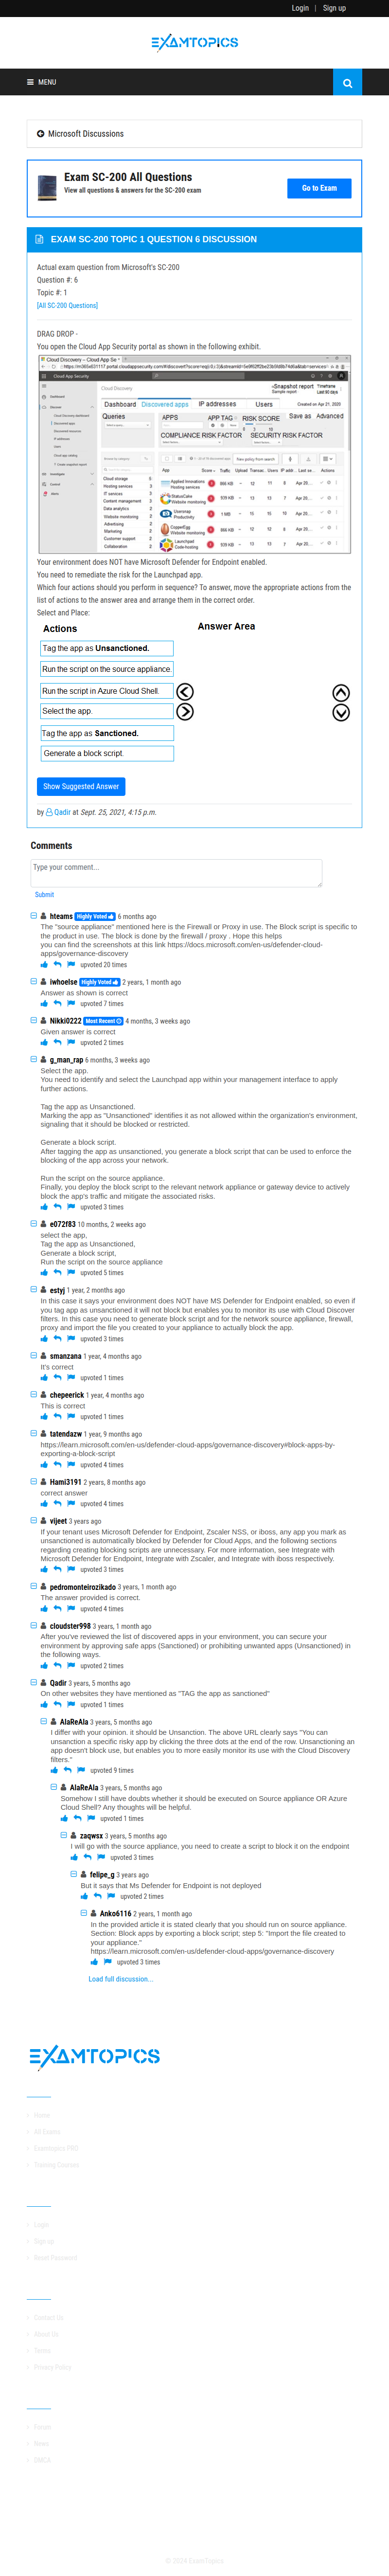 Login | Sign up
EXAMTOPICS
MENU
Microsoft Discussions
Exam SC-200 All Questions
View all questions & answers for the SC-200 exam
Go to Exam
EXAM SC-200 TOPIC 1 QUESTION 6 DISCUSSION
Actual exam question from Microsoft's SC-200
Question #: 6
Topic #: 1
[All SC-200 Questions]
DRAG DROP -
You open the Cloud App Security portal as shown in the following exhibit.
Cloud App Security
Cloud Discovery
Snapshot report
Timeframe
Dashboard Discovered apps IP addresses Users
Queries
APPS APP TAG RISK SCORE
Save as Advanced
COMPLIANCE RISK FACTOR SECURITY RISK FACTOR
Your environment does NOT have Microsoft Defender for Endpoint enabled.
You need to remediate the risk for the Launchpad app.
Which four actions should you perform in sequence? To answer, move the appropriate actions from the
list of actions to the answer area and arrange them in the correct order.
Select and Place:
Actions
Answer Area
Tag the app as Unsanctioned.
Run the script on the source appliance.
Run the script in Azure Cloud Shell.
Select the app.
Tag the app as Sanctioned.
Generate a block script.
Show Suggested Answer
by Qadir at Sept. 25, 2021, 4:15 p.m.
Comments
Type your comment...
Submit
hteams Highly Voted 6 months ago
The "source appliance" mentioned here is the Firewall or Proxy in use. The Block script is specific to
the product in use. The block is done by the firewall / proxy . Hope this helps
you can find the screenshots at this link https://docs.microsoft.com/en-us/defender-cloud-
apps/governance-discovery
upvoted 20 times
iwhoelse Highly Voted 2 years, 1 month ago
Answer as shown is correct
upvoted 7 times
Nikki0222 Most Recent 4 months, 3 weeks ago
Given answer is correct
upvoted 2 times
g_man_rap 6 months, 3 weeks ago
Select the app.
You need to identify and select the Launchpad app within your management interface to apply
further actions.
Tag the app as Unsanctioned.
Marking the app as "Unsanctioned" identifies it as not allowed within the organization's environment,
signaling that it should be blocked or restricted.
Generate a block script.
After tagging the app as unsanctioned, you generate a block script that can be used to enforce the
blocking of the app across your network.
Run the script on the source appliance.
Finally, you deploy the block script to the relevant network appliance or gateway device to actively
block the app's traffic and mitigate the associated risks.
upvoted 3 times
e072f83 10 months, 2 weeks ago
select the app,
Tag the app as Unsanctioned,
Generate a block script,
Run the script on the source appliance
upvoted 5 times
estyj 1 year, 2 months ago
In this case it says your environment does NOT have MS Defender for Endpoint enabled, so even if
you tag app as unsanctioned it will not block but enables you to monitor its use with Cloud Discover
filters. In this case you need to generate block script and for the network source appliance, firewall,
proxy and import the file you created to your appliance to actually block the app.
upvoted 3 times
smanzana 1 year, 4 months ago
It's correct
upvoted 1 times
chepeerick 1 year, 4 months ago
This is correct
upvoted 1 times
tatendazw 1 year, 9 months ago
https://learn.microsoft.com/en-us/defender-cloud-apps/governance-discovery#block-apps-by-
exporting-a-block-script
upvoted 4 times
Hami3191 2 years, 8 months ago
correct answer
upvoted 4 times
vijeet 3 years ago
If your tenant uses Microsoft Defender for Endpoint, Zscaler NSS, or iboss, any app you mark as
unsanctioned is automatically blocked by Defender for Cloud Apps, and the following sections
regarding creating blocking scripts are unnecessary. For more information, see Integrate with
Microsoft Defender for Endpoint, Integrate with Zscaler, and Integrate with iboss respectively.
upvoted 3 times
pedromonteirozikado 3 years, 1 month ago
The answer provided is correct.
upvoted 4 times
cloudster998 3 years, 1 month ago
After you've reviewed the list of discovered apps in your environment, you can secure your
environment by approving safe apps (Sanctioned) or prohibiting unwanted apps (Unsanctioned) in
the following ways.
upvoted 2 times
Qadir 3 years, 5 months ago
On other websites they have mentioned as "TAG the app as sanctioned"
upvoted 1 times
AlaReAla 3 years, 5 months ago
I differ with your opinion. it should be Unsanction. The above URL clearly says "You can
unsanction a specific risky app by clicking the three dots at the end of the row. Unsanctioning an
app doesn't block use, but enables you to more easily monitor its use with the Cloud Discovery
filters."
upvoted 9 times
AlaReAla 3 years, 5 months ago
Somehow I still have doubts whether it should be executed on Source appliance OR Azure
Cloud Shell? Any thoughts will be helpful.
upvoted 1 times
zaqwsx 3 years, 5 months ago
I will go with the source appliance, you need to create a script to block it on the endpoint
upvoted 3 times
felipe_g 3 years ago
But it says that Ms Defender for Endpoint is not deployed
upvoted 2 times
Anko6116 2 years, 1 month ago
In the provided article it is stated clearly that you should run on source appliance.
Section: Block apps by exporting a block script; step 5: "Import the file created to
your appliance."
https://learn.microsoft.com/en-us/defender-cloud-apps/governance-discovery
upvoted 3 times
Load full discussion...
EXAMTOPICS
Home
All Exams
Examtopics PRO
Training Courses
Login
Sign-up
Reset Password
Contact Us
About Us
Terms
Privacy Policy
Forum
News
DMCA
© 2024 ExamTopics